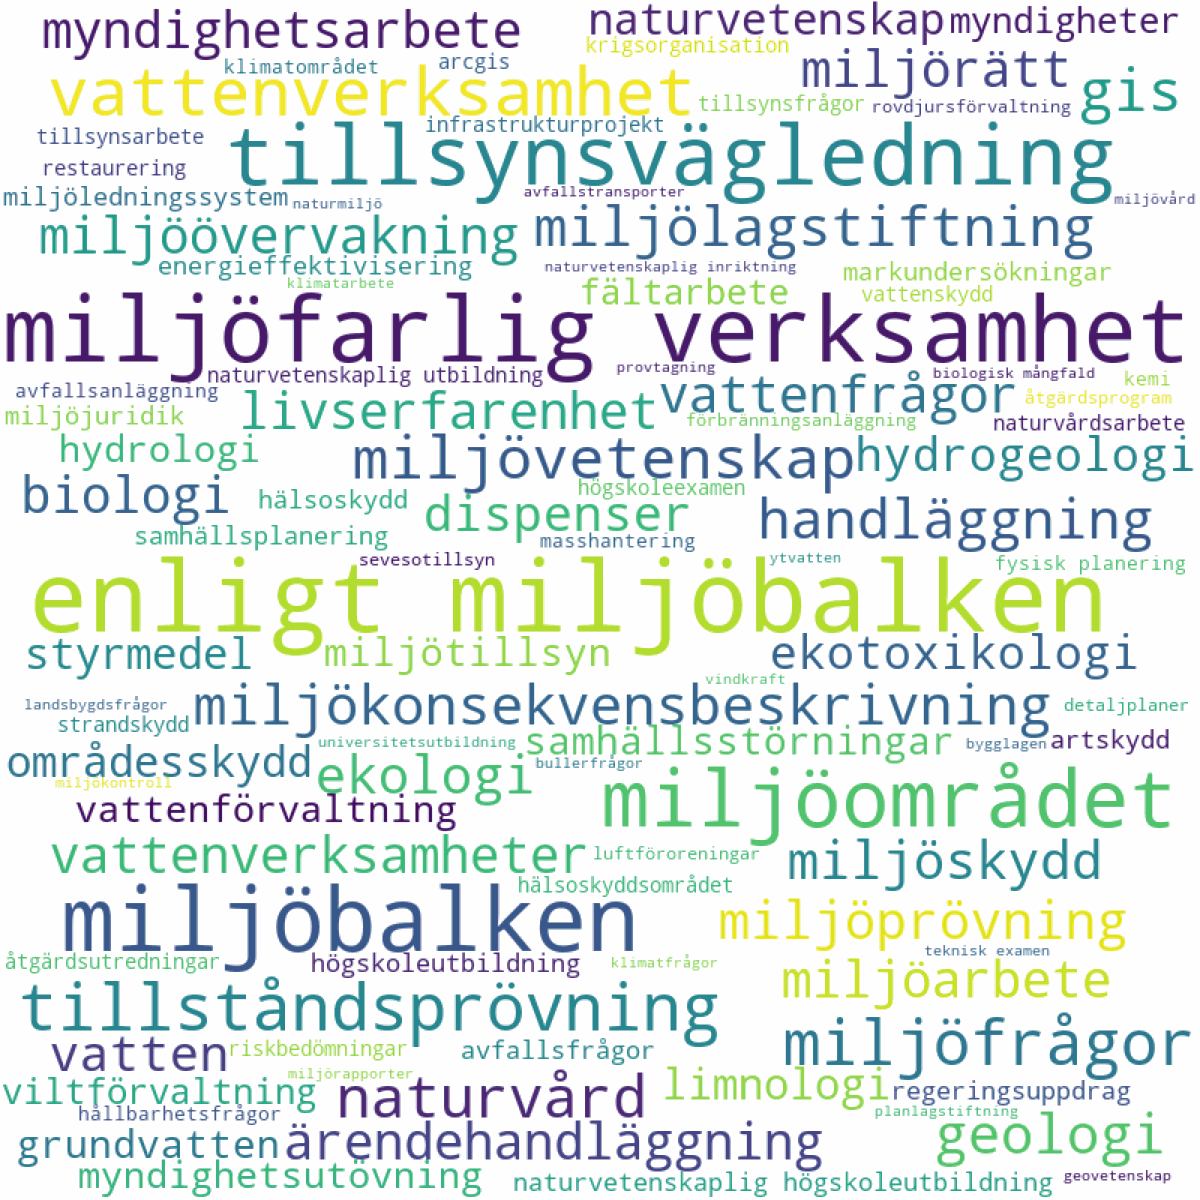 myndighetsarbete
naturvetenskap
myndigheter
krigsorganisation
klimatområdet
arcgis
miljörätt
gis
vattenverksamhet
tillsynsfrågor
rovdjursförvaltning
tillsynsarbete
infrastrukturprojekt
tillsynsvägledning
restaurering
miljöledningssystem
naturmiljö
avfallstransporter
miljövård
miljöövervakning
miljölagstiftning
energieffektivisering
naturvetenskaplig inriktning
markundersökningar
klimatarbete
fältarbete
vattenskydd
miljöfarlig verksamhet
naturvetenskaplig utbildning
provtagning
biologisk mångfald
kemi
avfallsanläggning
vattenfrågor
åtgärdsprogram
miljöjuridik
livserfarenhet
förbränningsanläggning
naturvårdsarbete
hydrologi
miljövetenskap
hydrogeologi
biologi
hälsoskydd
högskoleexamen
dispenser
handläggning
samhällsplanering
masshantering
sevesotillsyn
ytvatten
fysisk planering
enligt miljöbalken
styrmedel
miljötillsyn
ekotoxikologi
vindkraft
landsbygdsfrågor
miljökonsekvensbeskrivning
detaljplaner
strandskydd
universitetsutbildning
samhällsstörningar
bygglagen
artskydd
områdesskydd
ekologi
bullerfrågor
miljökontroll
miljöområdet
vattenförvaltning
vattenverksamheter
luftföroreningar
miljöskydd
hälsoskyddsområdet
miljöbalken
miljöprövning
teknisk examen
åtgärdsutredningar
högskoleutbildning
klimatfrågor
miljöarbete
tillståndsprövning
miljöfrågor
vatten
riskbedömningar
avfallsfrågor
miljörapporter
viltförvaltning
naturvård
limnologi
regeringsuppdrag
hållbarhetsfrågor
planlagstiftning
grundvatten
ärendehandläggning
geologi
myndighetsutövning
naturvetenskaplig högskoleutbildning
geovetenskap